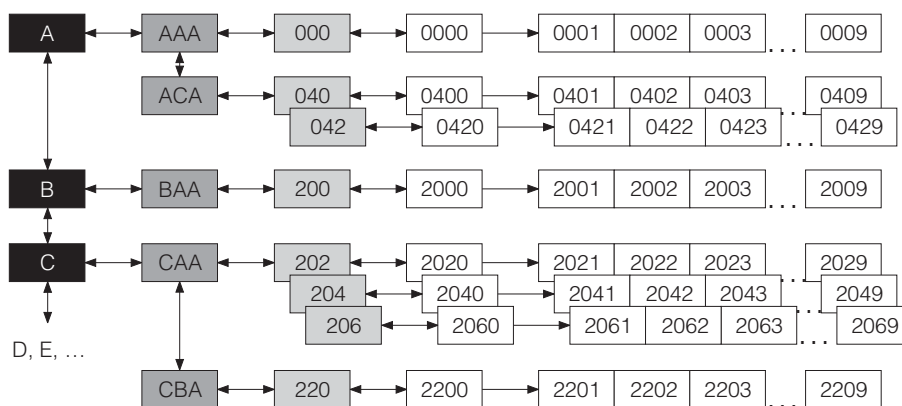 A AAA 000 0000 0001 0002 0003 ... 0009
ACA 040 0400 0401 0402 0403 ... 0409
042 0420 0421 0422 0423 ... 0429
B BAA 200 2000 2001 2002 2003 ... 2009
C CAA 202 2020 2021 2022 2023 ... 2029
204 2040 2041 2042 2043 ... 2049
206 2060 2061 2062 2063 ... 2069
D, E, ...
CBA 220 2200 2201 2202 2203 ... 2209